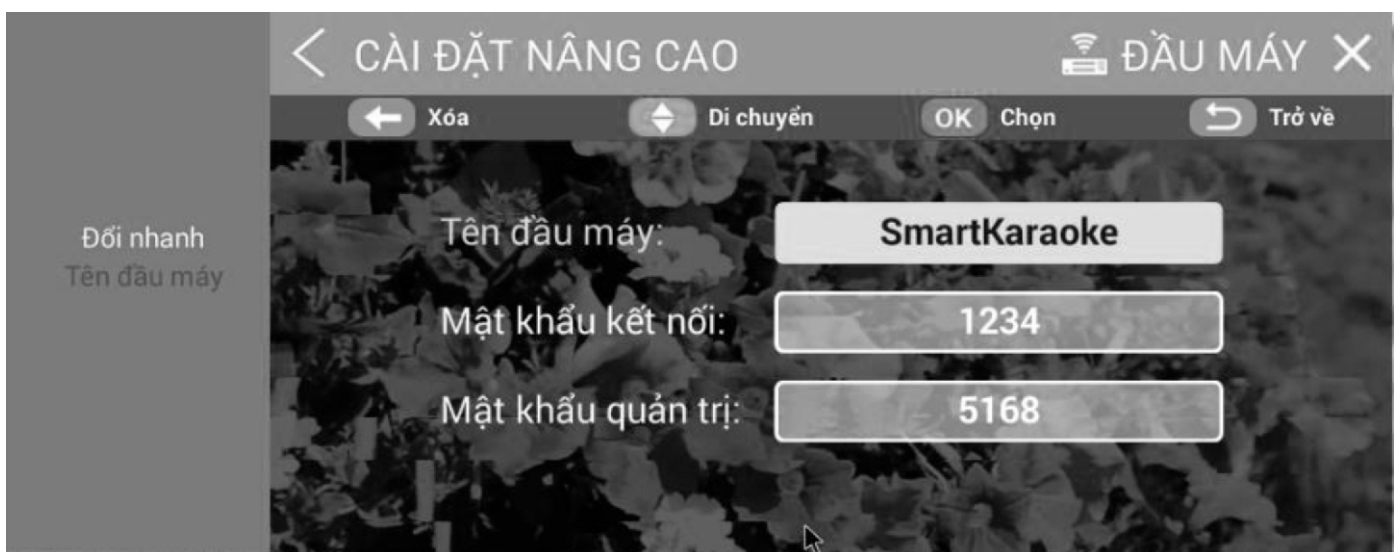 CÀI ĐẶT NÂNG CAO
ĐẦU MÁY
Xóa
Di chuyển
OK Chọn
Trở về
Đổi nhanh
Tên đầu máy
Tên đầu máy: SmartKaraoke
Mật khẩu kết nối: 1234
Mật khẩu quản trị: 5168